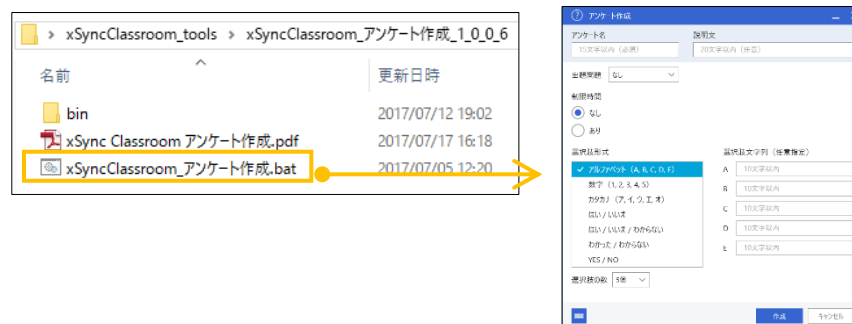 xSyncClassroom_tools › xSyncClassroom_アンケート作成_1_0_0_6
名前 更新日時
bin 2017/07/12 19:02
xSync Classroom アンケート作成.pdf 2017/07/17 16:18
xSyncClassroom_アンケート作成.bat 2017/07/05 12:20
アンケート作成
アンケート名 説明文
15文字以内（必須） 20文字以内（任意）
出題問題 なし
制限時間
なし
あり
選択肢形式 選択肢文字列（任意指定）
アルファベット（A, B, C, D, E） A 10文字以内
数字（1, 2, 3, 4, 5） B 10文字以内
カタカナ（ア, イ, ウ, エ, オ） C 10文字以内
はい / いいえ D 10文字以内
はい / いいえ / わからない E 10文字以内
わかった / わからない
YES / NO
選択肢の数 5個
作成 キャンセル